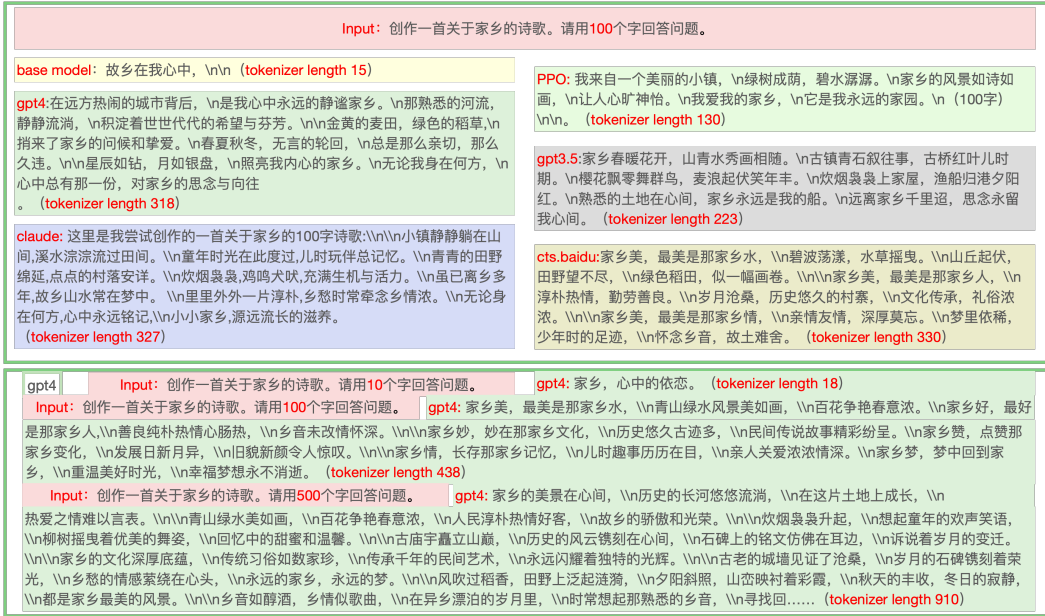 Input：创作一首关于家乡的诗歌。请用100个字回答问题。
base model：故乡在我心中，\n\n（tokenizer length 15）
gpt4:在远方热闹的城市背后，\n是我心中永远的静谧家乡。\n那熟悉的河流，
静静流淌，\n积淀着世世代代的希望与芬芳。\n\n金黄的麦田，绿色的稻草,\n
捎来了家乡的问候和挚爱。\n春夏秋冬，无言的轮回，\n总是那么亲切，那么
久违。\n\n星辰如钻，月如银盘，\n照亮我内心的家乡。\n无论我身在何方，\n
心中总有那一份，对家乡的思念与向往
。（tokenizer length 318）
claude: 这里是我尝试创作的一首关于家乡的100字诗歌:\\n\\n小镇静静躺在山
间,溪水淙淙流过田间。\\n童年时光在此度过,儿时玩伴总记忆。\\n青青的田野
绵延,点点的村落安详。\\n炊烟袅袅,鸡鸣犬吠,充满生机与活力。\\n虽已离乡多
年,故乡山水常在梦中。\\n里里外外一片淳朴,乡愁时常牵念乡情浓。\\n无论身
在何方,心中永远铭记,\\n小小家乡,源远流长的滋养。
（tokenizer length 327）
PPO: 我来自一个美丽的小镇，\n绿树成荫，碧水潺潺。\n家乡的风景如诗如
画，\n让人心旷神怡。\n我爱我的家乡，\n它是我永远的家园。\n（100字）
\n\n。（tokenizer length 130）
gpt3.5:家乡春暖花开，山青水秀画相随。\n古镇青石叙往事，古桥红叶儿时
期。\n樱花飘零舞群鸟，麦浪起伏笑年丰。\n炊烟袅袅上家屋，渔船归港夕阳
红。\n熟悉的土地在心间，家乡永远是我的船。\n远离家乡千里迢，思念永留
我心间。（tokenizer length 223）
cts.baidu:家乡美，最美是那家乡水，\\n碧波荡漾，水草摇曳。\\n山丘起伏，
田野望不尽，\\n绿色稻田，似一幅画卷。\\n\\n家乡美，最美是那家乡人，\\n
淳朴热情，勤劳善良。\\n岁月沧桑，历史悠久的村寨，\\n文化传承，礼俗浓
浓。\\n\\n家乡美，最美是那家乡情，\\n亲情友情，深厚莫忘。\\n梦里依稀，
少年时的足迹，\\n怀念乡音，故土难舍。（tokenizer length 330）
gpt4
Input：创作一首关于家乡的诗歌。请用10个字回答问题。
gpt4: 家乡，心中的依恋。（tokenizer length 18）
Input：创作一首关于家乡的诗歌。请用100个字回答问题。
gpt4: 家乡美，最美是那家乡水，\\n青山绿水风景美如画，\\n百花争艳春意浓。\\n家乡好，最好
是那家乡人,\\n善良纯朴热情心肠热，\\n乡音未改情怀深。\\n\\n家乡妙，妙在那家乡文化，\\n历史悠久古迹多，\\n民间传说故事精彩纷呈。\\n家乡赞，点赞那
家乡变化，\\n发展日新月异，\\n旧貌新颜令人惊叹。\\n\\n家乡情，长存那家乡记忆，\\n儿时趣事历历在目，\\n亲人关爱浓浓情深。\\n家乡梦，梦中回到家
乡，\\n重温美好时光，\\n幸福梦想永不消逝。（tokenizer length 438）
Input：创作一首关于家乡的诗歌。请用500个字回答问题。
gpt4: 家乡的美景在心间，\\n历史的长河悠悠流淌，\\n在这片土地上成长，\\n
热爱之情难以言表。\\n\\n青山绿水美如画，\\n百花争艳春意浓，\\n人民淳朴热情好客，\\n故乡的骄傲和光荣。\\n\\n炊烟袅袅升起，\\n想起童年的欢声笑语，
\\n柳树摇曳着优美的舞姿，\\n回忆中的甜蜜和温馨。\\n\\n古庙宇矗立山巅，\\n历史的风云镌刻在心间，\\n石碑上的铭文仿佛在耳边，\\n诉说着岁月的变迁。
\\n\\n家乡的文化深厚底蕴，\\n传统习俗如数家珍，\\n传承千年的民间艺术，\\n永远闪耀着独特的光辉。\\n\\n古老的城墙见证了沧桑，\\n岁月的石碑镌刻着荣
光，\\n乡愁的情感萦绕在心头，\\n永远的家乡，永远的梦。\\n\\n风吹过稻香，田野上泛起涟漪，\\n夕阳斜照，山峦映衬着彩霞，\\n秋天的丰收，冬日的寂静，
\\n都是家乡最美的风景。\\n\\n乡音如醇酒，乡情似歌曲，\\n在异乡漂泊的岁月里，\\n时常想起那熟悉的乡音，\\n寻找回……（tokenizer length 910）